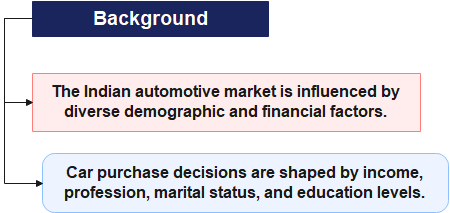 Background
The Indian automotive market is influenced by
diverse demographic and financial factors.
Car purchase decisions are shaped by income,
profession, marital status, and education levels.